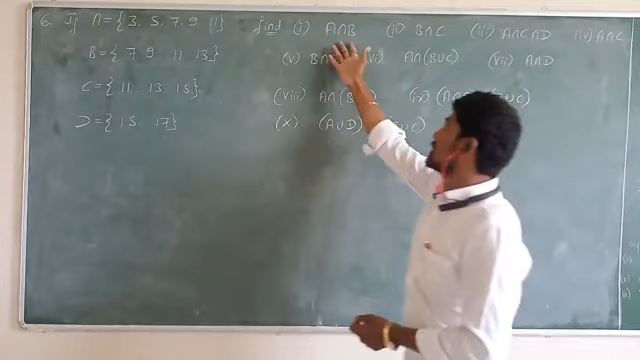 6. If A={3, 5, 7, 9, 11} find (i) A∩B (ii) B∩C (iii) A∩C∩D (iv) A∩C
B={7, 9, 11, 13} (v) B∩ (vi) A∩(B∪C) (vii) A∩D
C={11, 13, 15} (viii) A∩(B (ix) (A∩ ∪C)
D={15, 17} (x) (A∪D) ∪C)